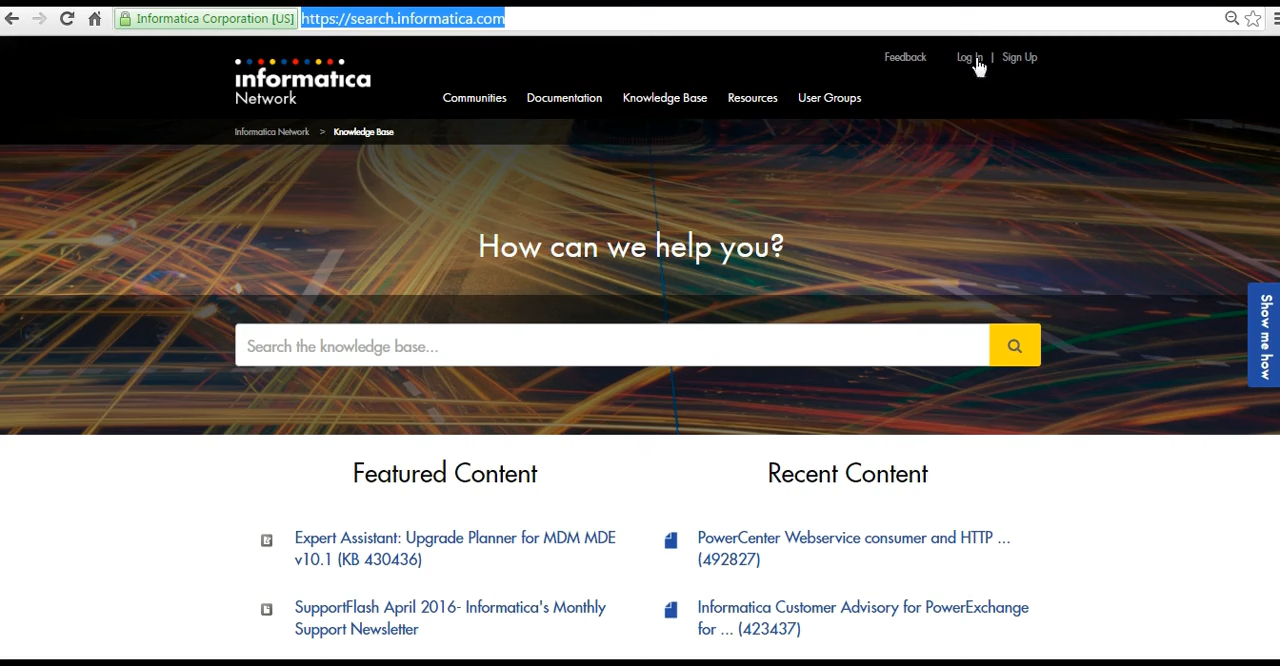 Informatica Corporation [US] https://search.informatica.com
Feedback Log In | Sign Up
informatica
Network
Communities Documentation Knowledge Base Resources User Groups
Informatica Network > Knowledge Base
How can we help you?
Search the knowledge base...
Show me how
Featured Content
Recent Content
Expert Assistant: Upgrade Planner for MDM MDE
v10.1 (KB 430436)
PowerCenter Webservice consumer and HTTP ...
(492827)
SupportFlash April 2016- Informatica's Monthly
Support Newsletter
Informatica Customer Advisory for PowerExchange
for ... (423437)